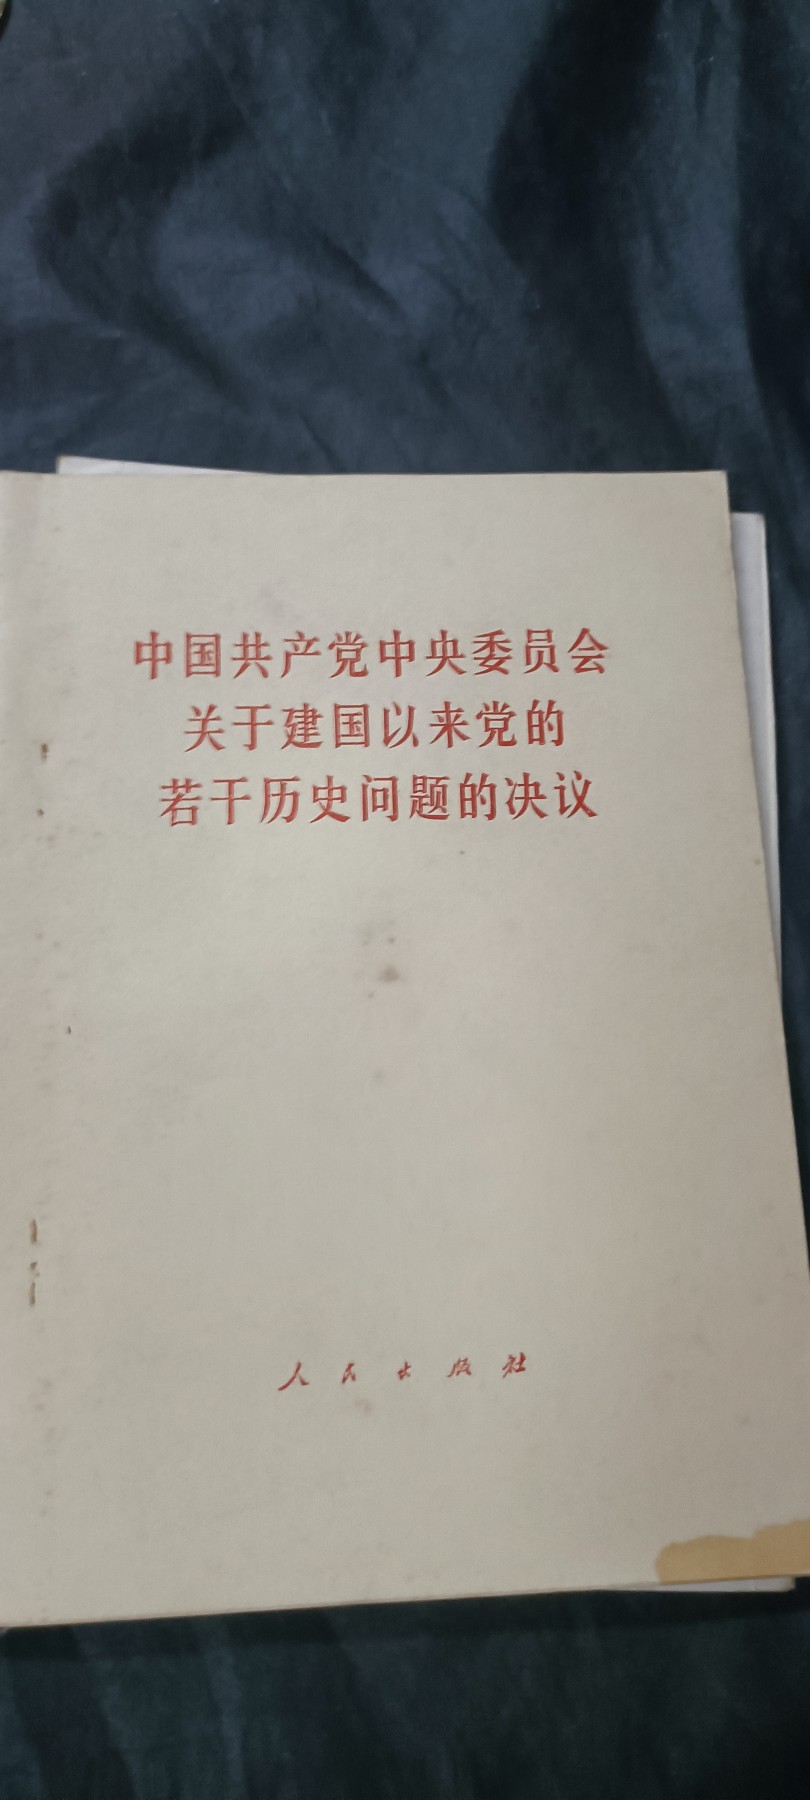 中国共产党中央委员会
关于建国以来党的
若干历史问题的决议
人民出版社